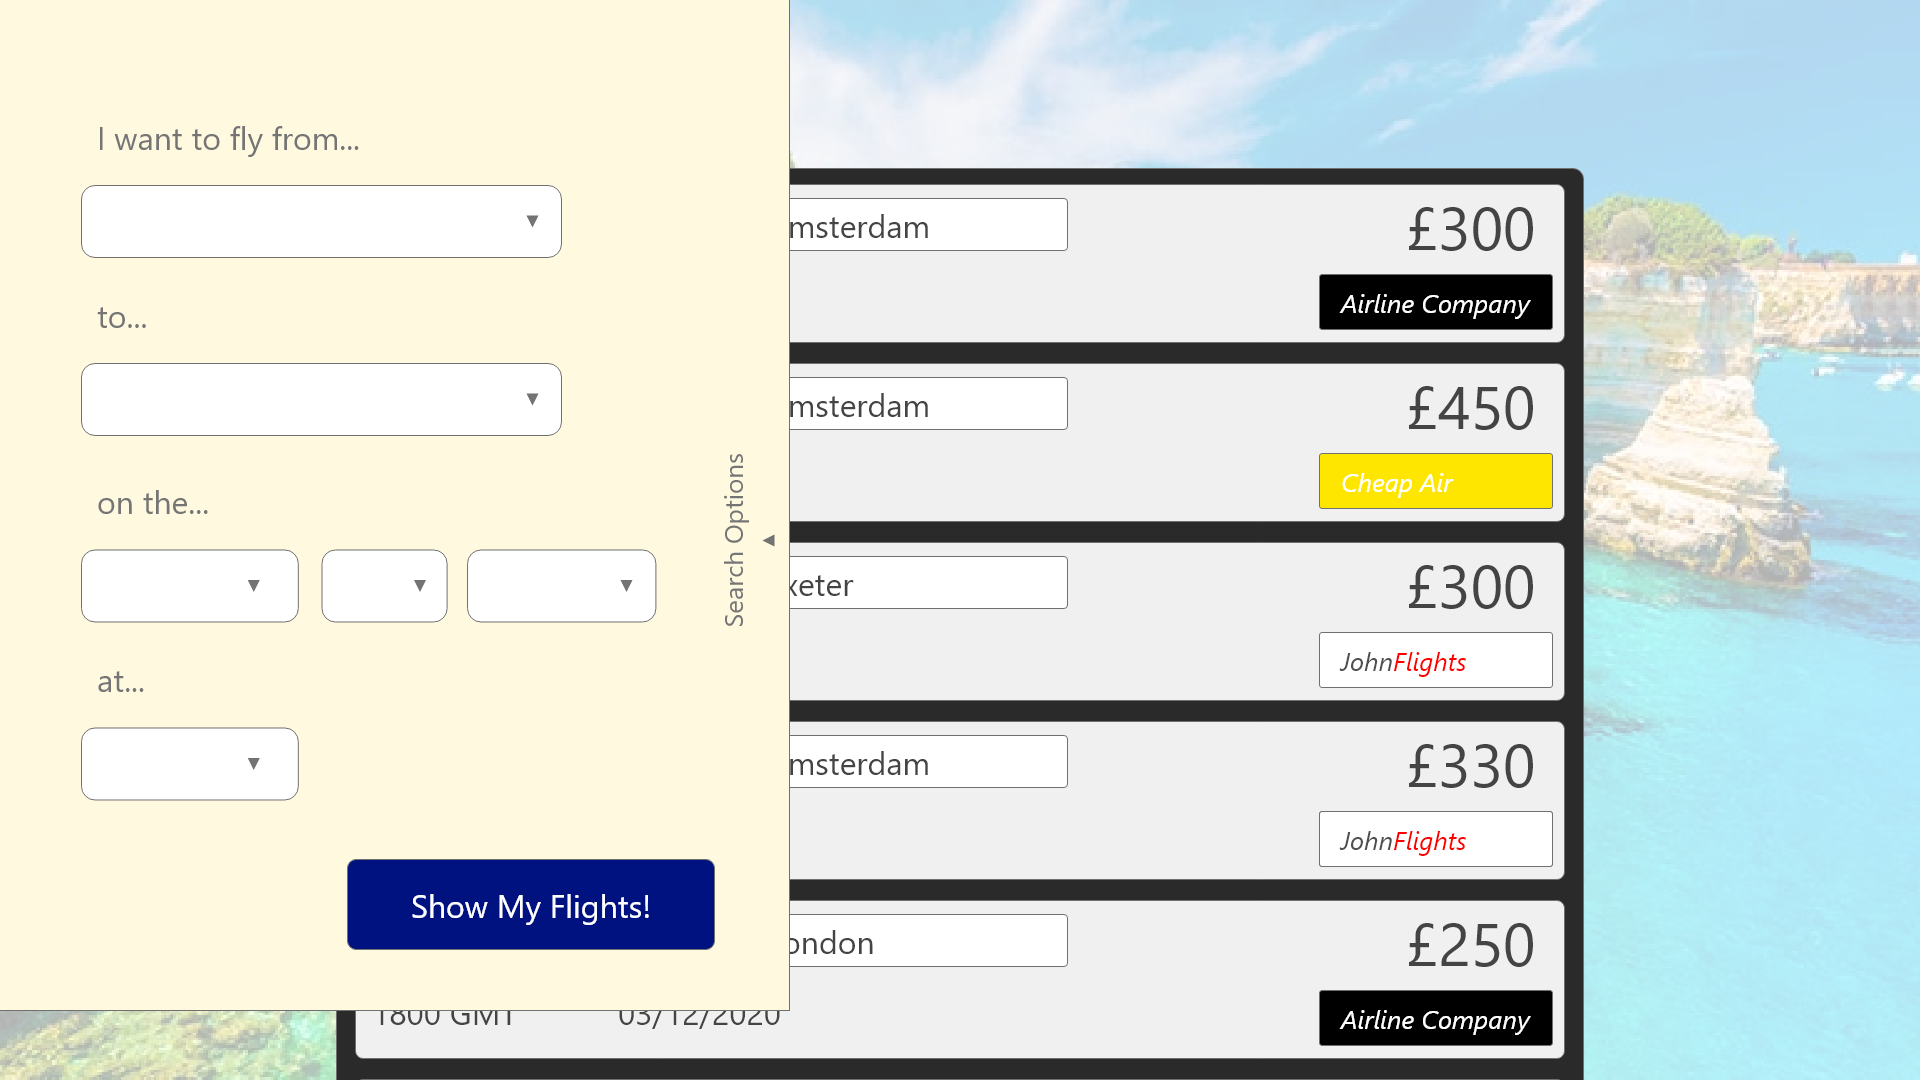 I want to fly from...
to...
on the...
at...
Show My Flights!
Search Options
msterdam
£300
Airline Company
msterdam
£450
Cheap Air
xeter
£300
JohnFlights
msterdam
£330
JohnFlights
ondon
£250
1800 GMT
03/12/2020
Airline Company